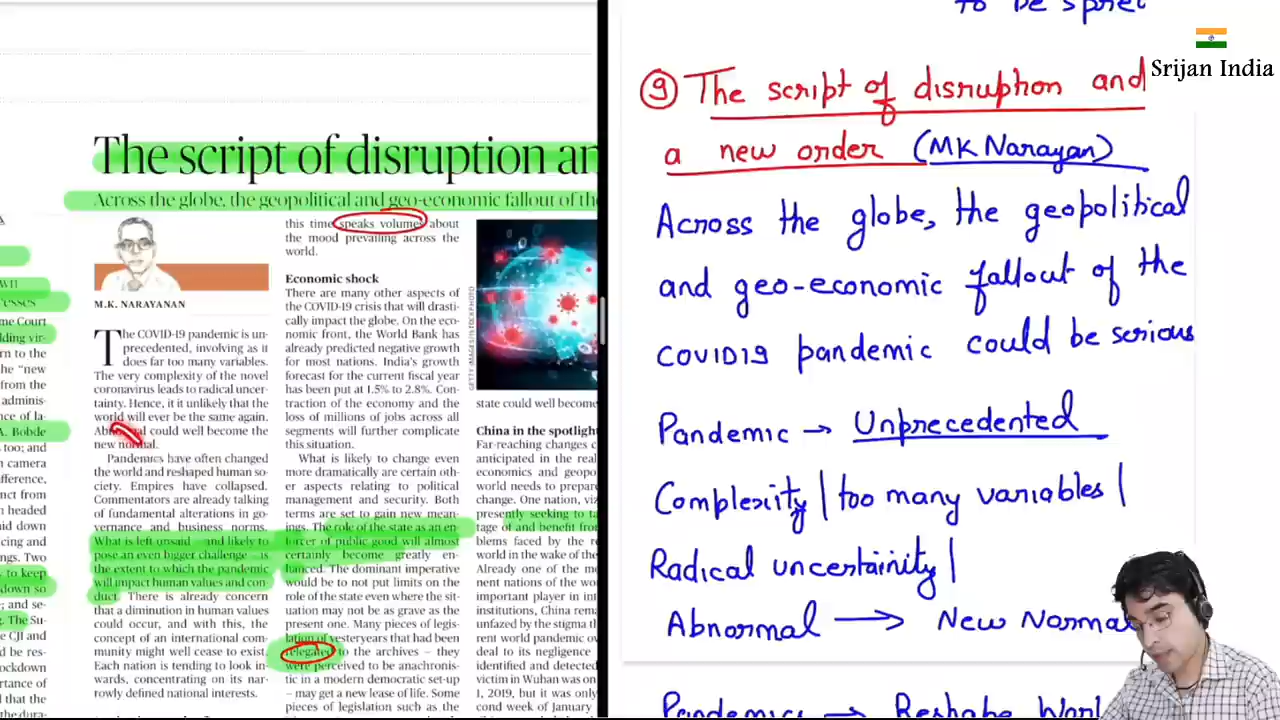 The script of disruption an
Across the globe, the geopolitical and geo-economic fallout of the
M.K. NARAYANAN
The COVID-19 pandemic is un-
precedented, involving as it
does far too many variables.
The very complexity of the novel
coronavirus leads to radical uncer-
tainty. Hence, it is unlikely that the
world will ever be the same again.
Abnormal could well become the
new normal.
Pandemics have often changed
the world and reshaped human so-
ciety. Empires have collapsed.
Commentators are already talking
of fundamental alterations in go-
vernance and business norms.
What is left unsaid — and likely to
pose an even bigger challenge — is
the extent to which the pandemic
will impact human values and con-
duct. There is already concern
that a diminution in human values
could occur, and with this, the
concept of an international com-
munity might well cease to exist.
Each nation is tending to look in-
wards, concentrating on its nar-
rowly defined national interests.
this time speaks volumes about
the mood prevailing across the
world.
Economic shock
There are many other aspects of
the COVID-19 crisis that will drasti-
cally impact the globe. On the eco-
nomic front, the World Bank has
already predicted negative growth
for most nations. India's growth
forecast for the current fiscal year
has been put at 1.5% to 2.8%. Con-
traction of the economy and the
loss of millions of jobs across all
segments will further complicate
this situation.
What is likely to change even
more dramatically are certain oth-
er aspects relating to political
management and security. Both
terms are set to gain new mean-
ings. The role of the state as an en-
forcer of public good will almost
certainly become greatly en-
hanced. The dominant imperative
would be to not put limits on the
role of the state even where the sit-
uation may not be as grave as the
present one. Many pieces of legis-
lation of yesteryears that had been
relegated to the archives – they
were perceived to be anachronis-
tic in a modern democratic set-up
– may get a new lease of life. Some
pieces of legislation such as the
GETTY IMAGES/ISTOCKPHOTO
state could well become
China in the spotlight
Far-reaching changes
anticipated in the real
economics and geopo
world needs to prepar
change. One nation, viz
presently seeking to ta
tage of and benefit from
blems faced by the r
world in the wake of the
Already one of the m
nent nations of the wor
important player in in
institutions, China rema
unfazed by the stigma t
rent world pandemic o
deal to its negligence
identified and detected
victim in Wuhan was on
1, 2019, but it was only
cond week of January
to be
Srijan India
⑨ The script of disruption and
a new order (MK Narayan)
Across the globe, the geopolitical
and geo-economic fallout of the
COVID19 pandemic could be serious
Pandemic → Unprecedented
Complexity | too many variables |
Radical uncertainity |
Abnormal → New Normal
Pandemics → Reshape Worl